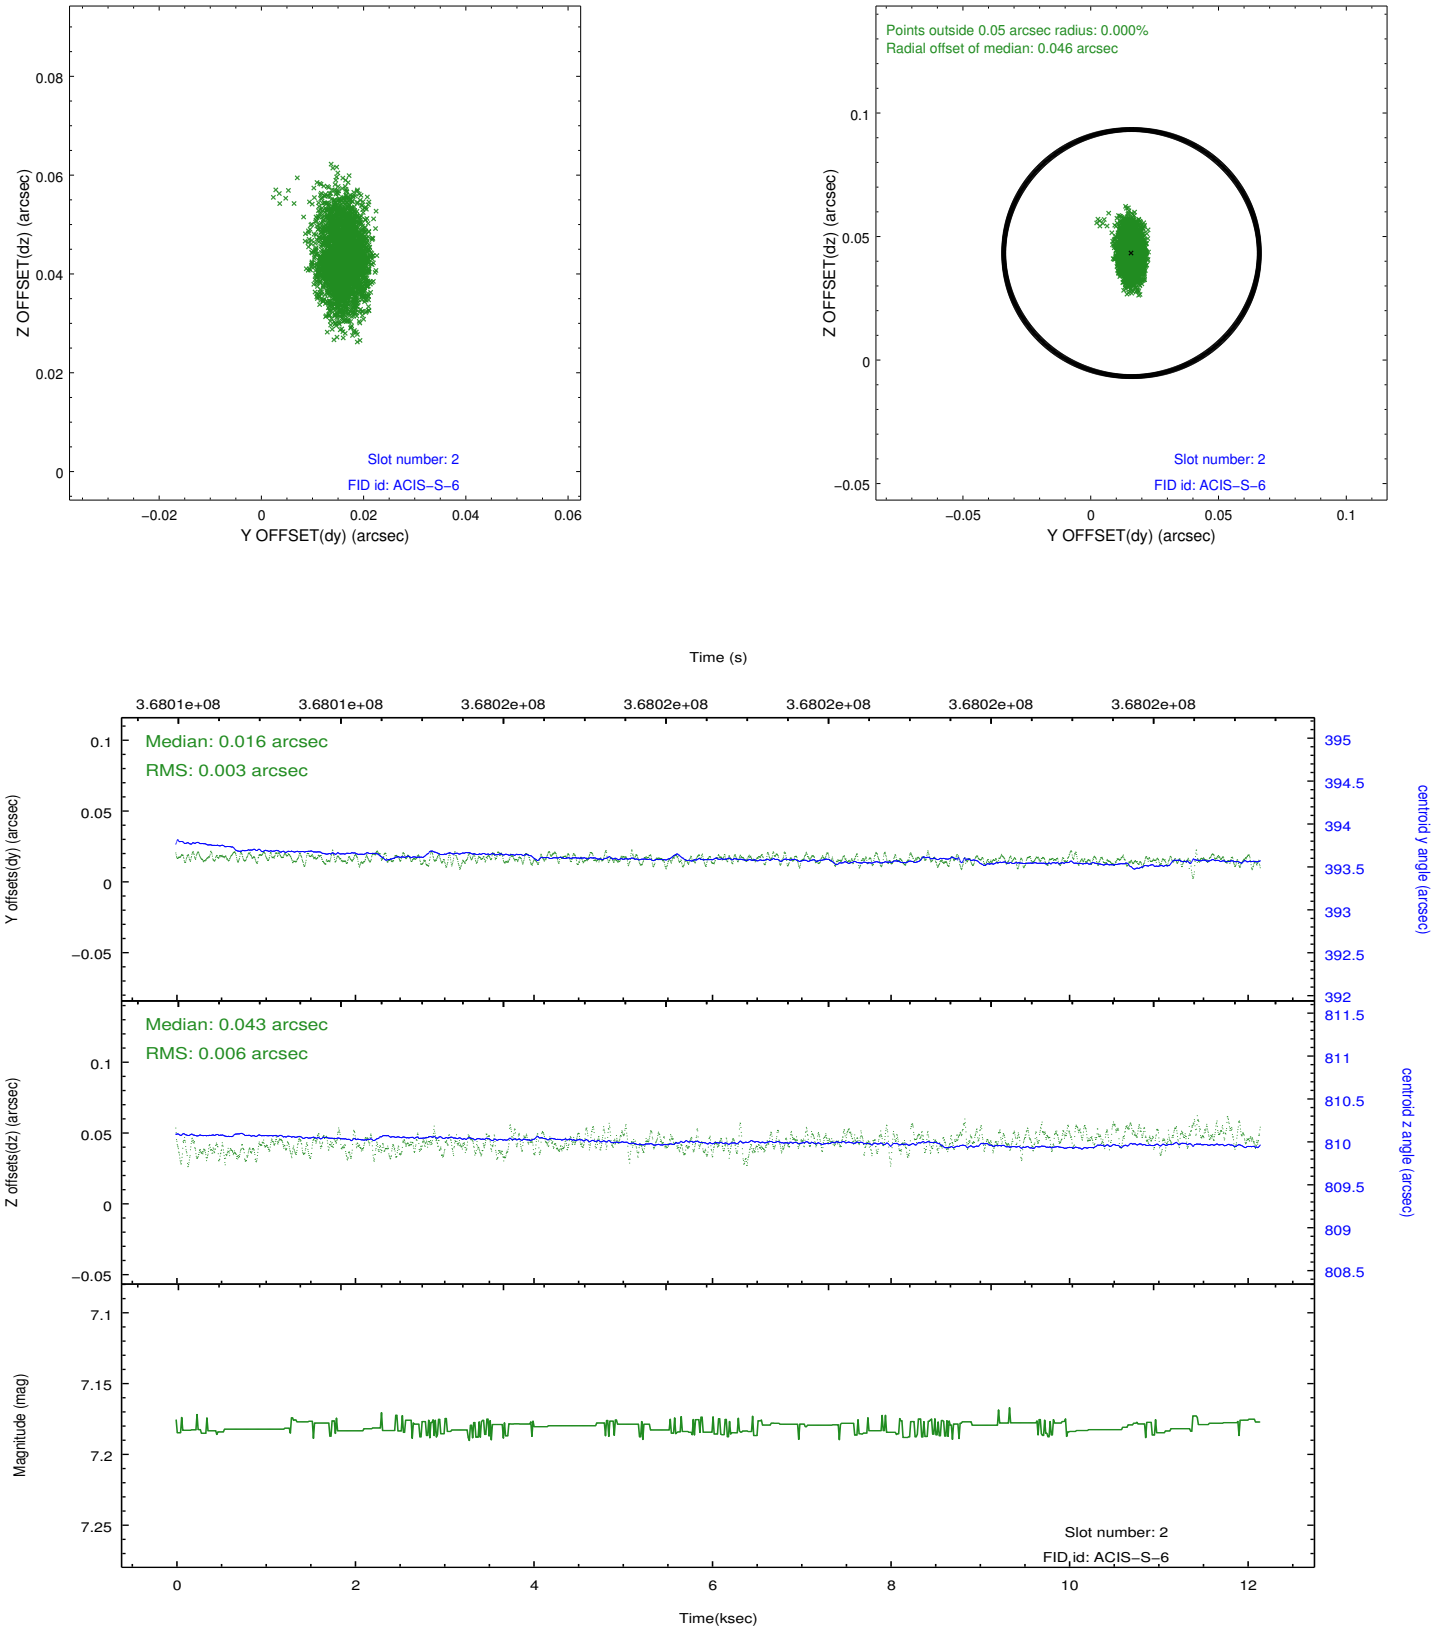 0.08
0.06
0.04
0.02
0
Z OFFSET(dz) (arcsec)
Slot number: 2
FID id: ACIS−S−6
−0.02 0 0.02 0.04 0.06
Y OFFSET(dy) (arcsec)
Points outside 0.05 arcsec radius: 0.000%
Radial offset of median: 0.046 arcsec
0.1
0.05
0
−0.05
Z OFFSET(dz) (arcsec)
Slot number: 2
FID id: ACIS−S−6
−0.05 0 0.05 0.1
Y OFFSET(dy) (arcsec)
Time (s)
3.6801e+08 3.6801e+08 3.6802e+08 3.6802e+08 3.6802e+08 3.6802e+08 3.6802e+08
Median: 0.016 arcsec
RMS: 0.003 arcsec
0.1
0.05
0
−0.05
Y offsets(dy) (arcsec)
395
394.5
394
393.5
393
392.5
392
centroid y angle (arcsec)
Median: 0.043 arcsec
RMS: 0.006 arcsec
0.1
0.05
0
−0.05
Z offsets(dz) (arcsec)
811.5
811
810.5
810
809.5
809
808.5
centroid z angle (arcsec)
7.1
7.15
7.2
7.25
Magnitude (mag)
Slot number: 2
FID id: ACIS−S−6
0 2 4 6 8 10 12
Time(ksec)